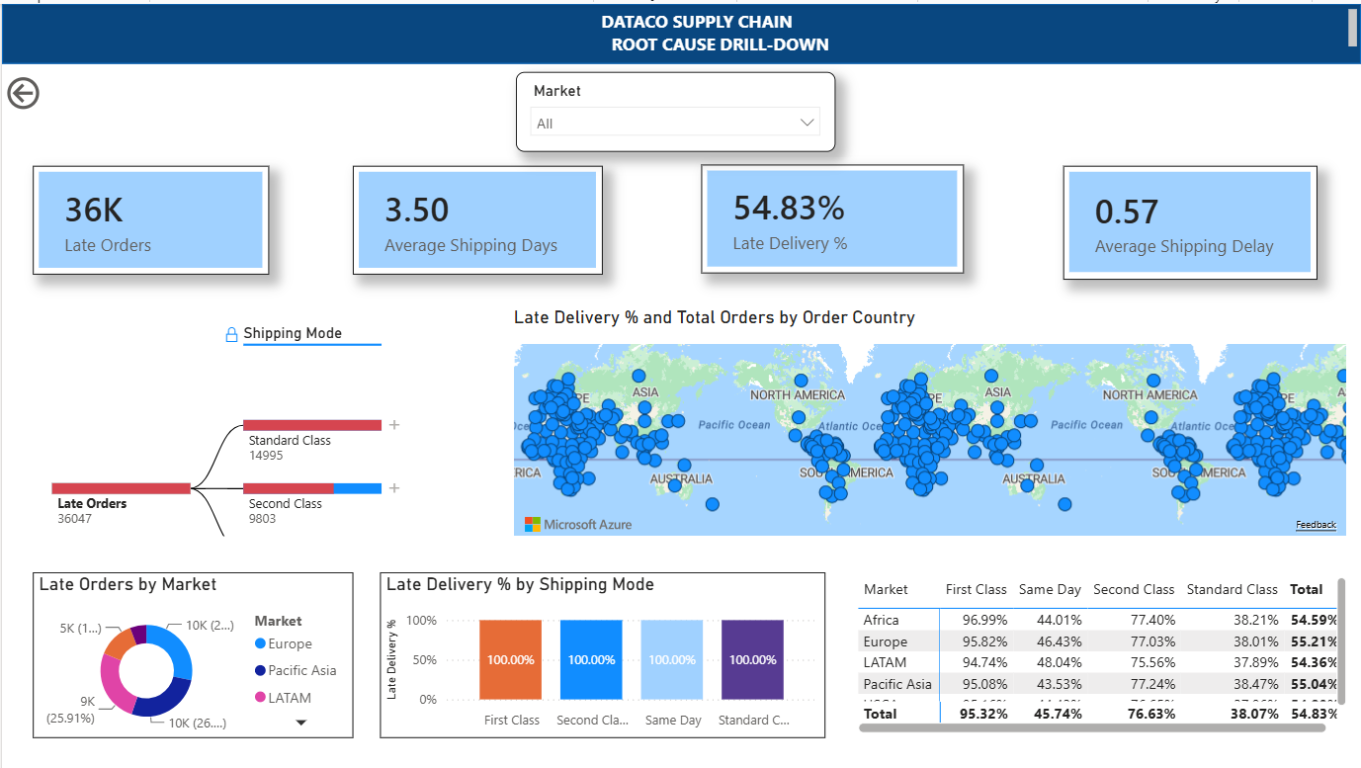 DATACO SUPPLY CHAIN
ROOT CAUSE DRILL-DOWN
Market
All
36K
Late Orders
3.50
Average Shipping Days
54.83%
Late Delivery %
0.57
Average Shipping Delay
Shipping Mode
Standard Class
14995
Late Orders
36047
Second Class
9803
Late Delivery % and Total Orders by Order Country
ASIA NORTH AMERICA ASIA NORTH AMERICA
Pacific Ocean Atlantic Oce Pacific Ocean Atlantic Oce
RICA AUSTRALIA AMERICA AUSTRALIA AMERICA
Microsoft Azure
Feedback
Late Orders by Market
5K (1...)
10K (2...)
9K
(25.91%)
10K (26....)
Market
Europe
Pacific Asia
LATAM
Late Delivery % by Shipping Mode
Late Delivery %
100%
50%
0%
100.00% 100.00% 100.00% 100.00%
First Class Second Cla... Same Day Standard C...
Market First Class Same Day Second Class Standard Class Total
Africa 96.99% 44.01% 77.40% 38.21% 54.59%
Europe 95.82% 46.43% 77.03% 38.01% 55.21%
LATAM 94.74% 48.04% 75.56% 37.89% 54.36%
Pacific Asia 95.08% 43.53% 77.24% 38.47% 55.04%
Total 95.32% 45.74% 76.63% 38.07% 54.83%